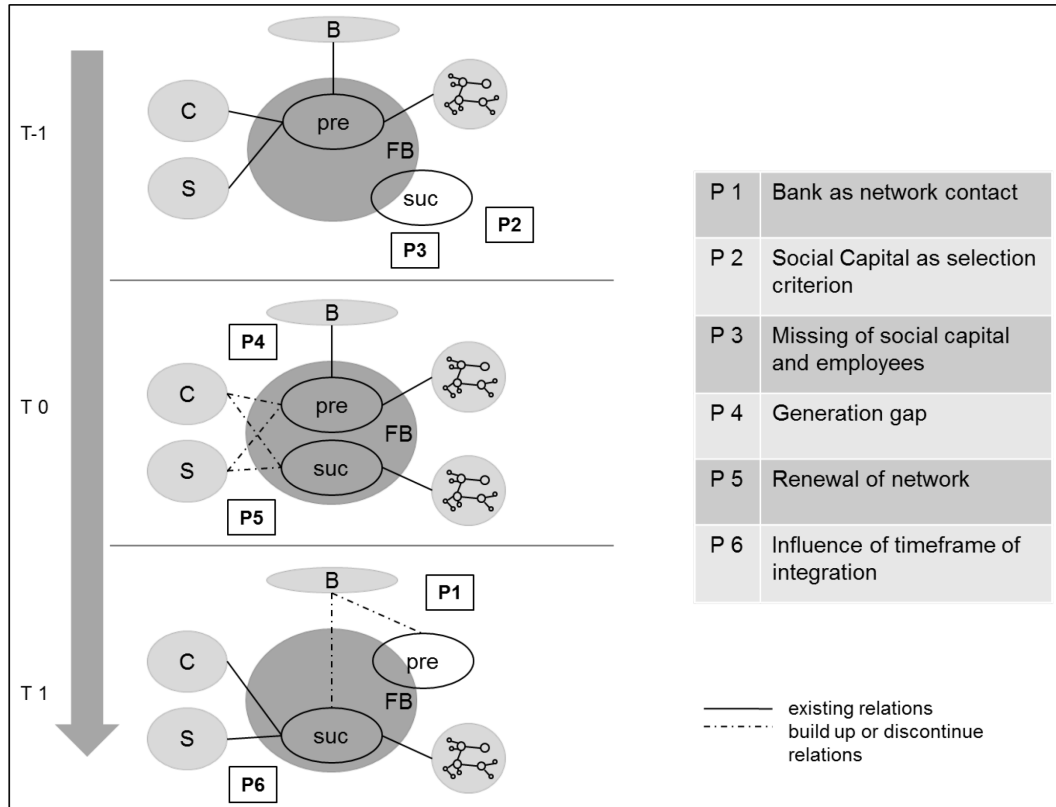 T-1
B
C
pre
FB
S
suc
P2
P3
T 0
B
P4
C
pre
FB
S
suc
P5
T 1
B
P1
C
pre
FB
S
suc
P6
P 1 Bank as network contact
P 2 Social Capital as selection
criterion
P 3 Missing of social capital
and employees
P 4 Generation gap
P 5 Renewal of network
P 6 Influence of timeframe of
integration
existing relations
build up or discontinue
relations